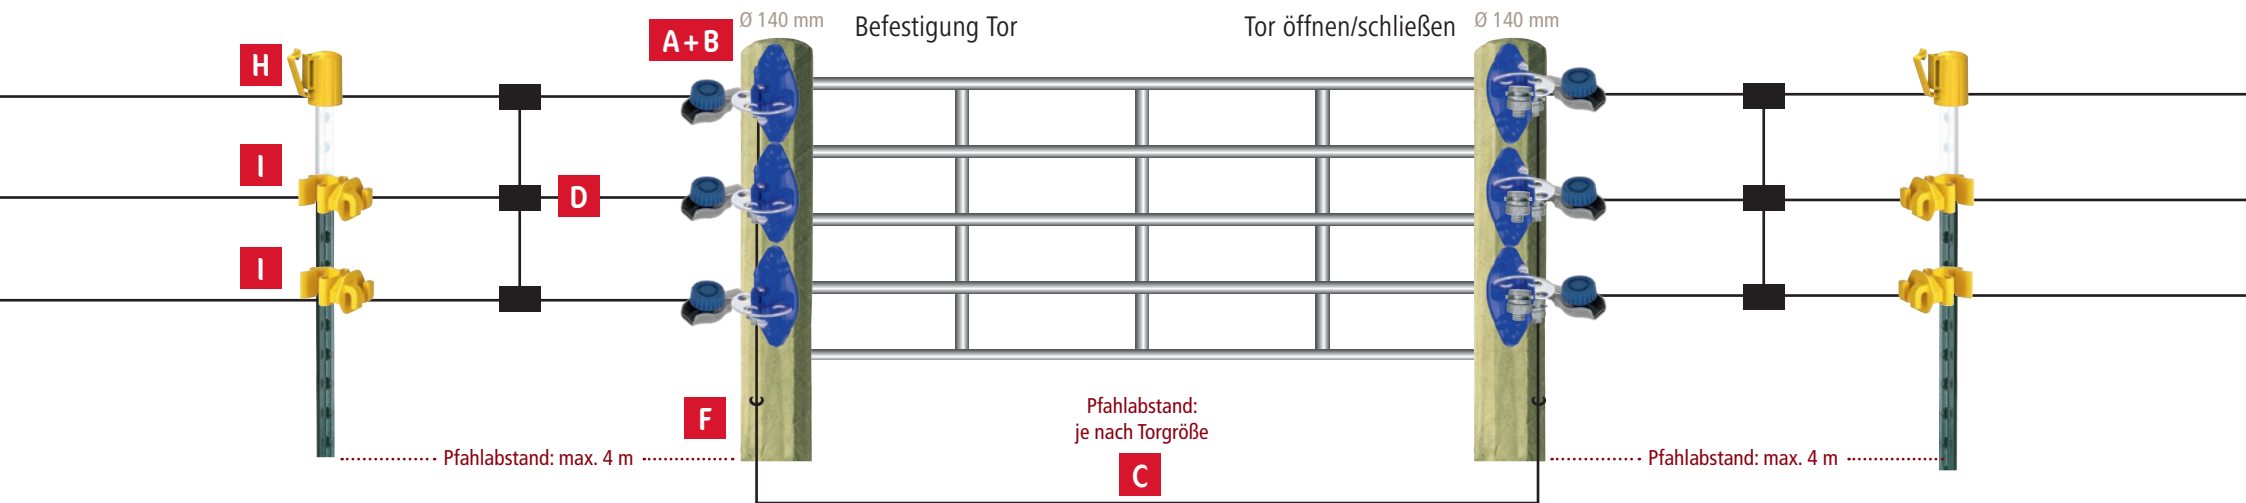 Ø 140 mm
Befestigung Tor
Tor öffnen/schließen
Ø 140 mm
A+B
H
I
D
I
F
Pfahlabstand:
je nach Torgröße
Pfahlabstand: max. 4 m
C
Pfahlabstand: max. 4 m